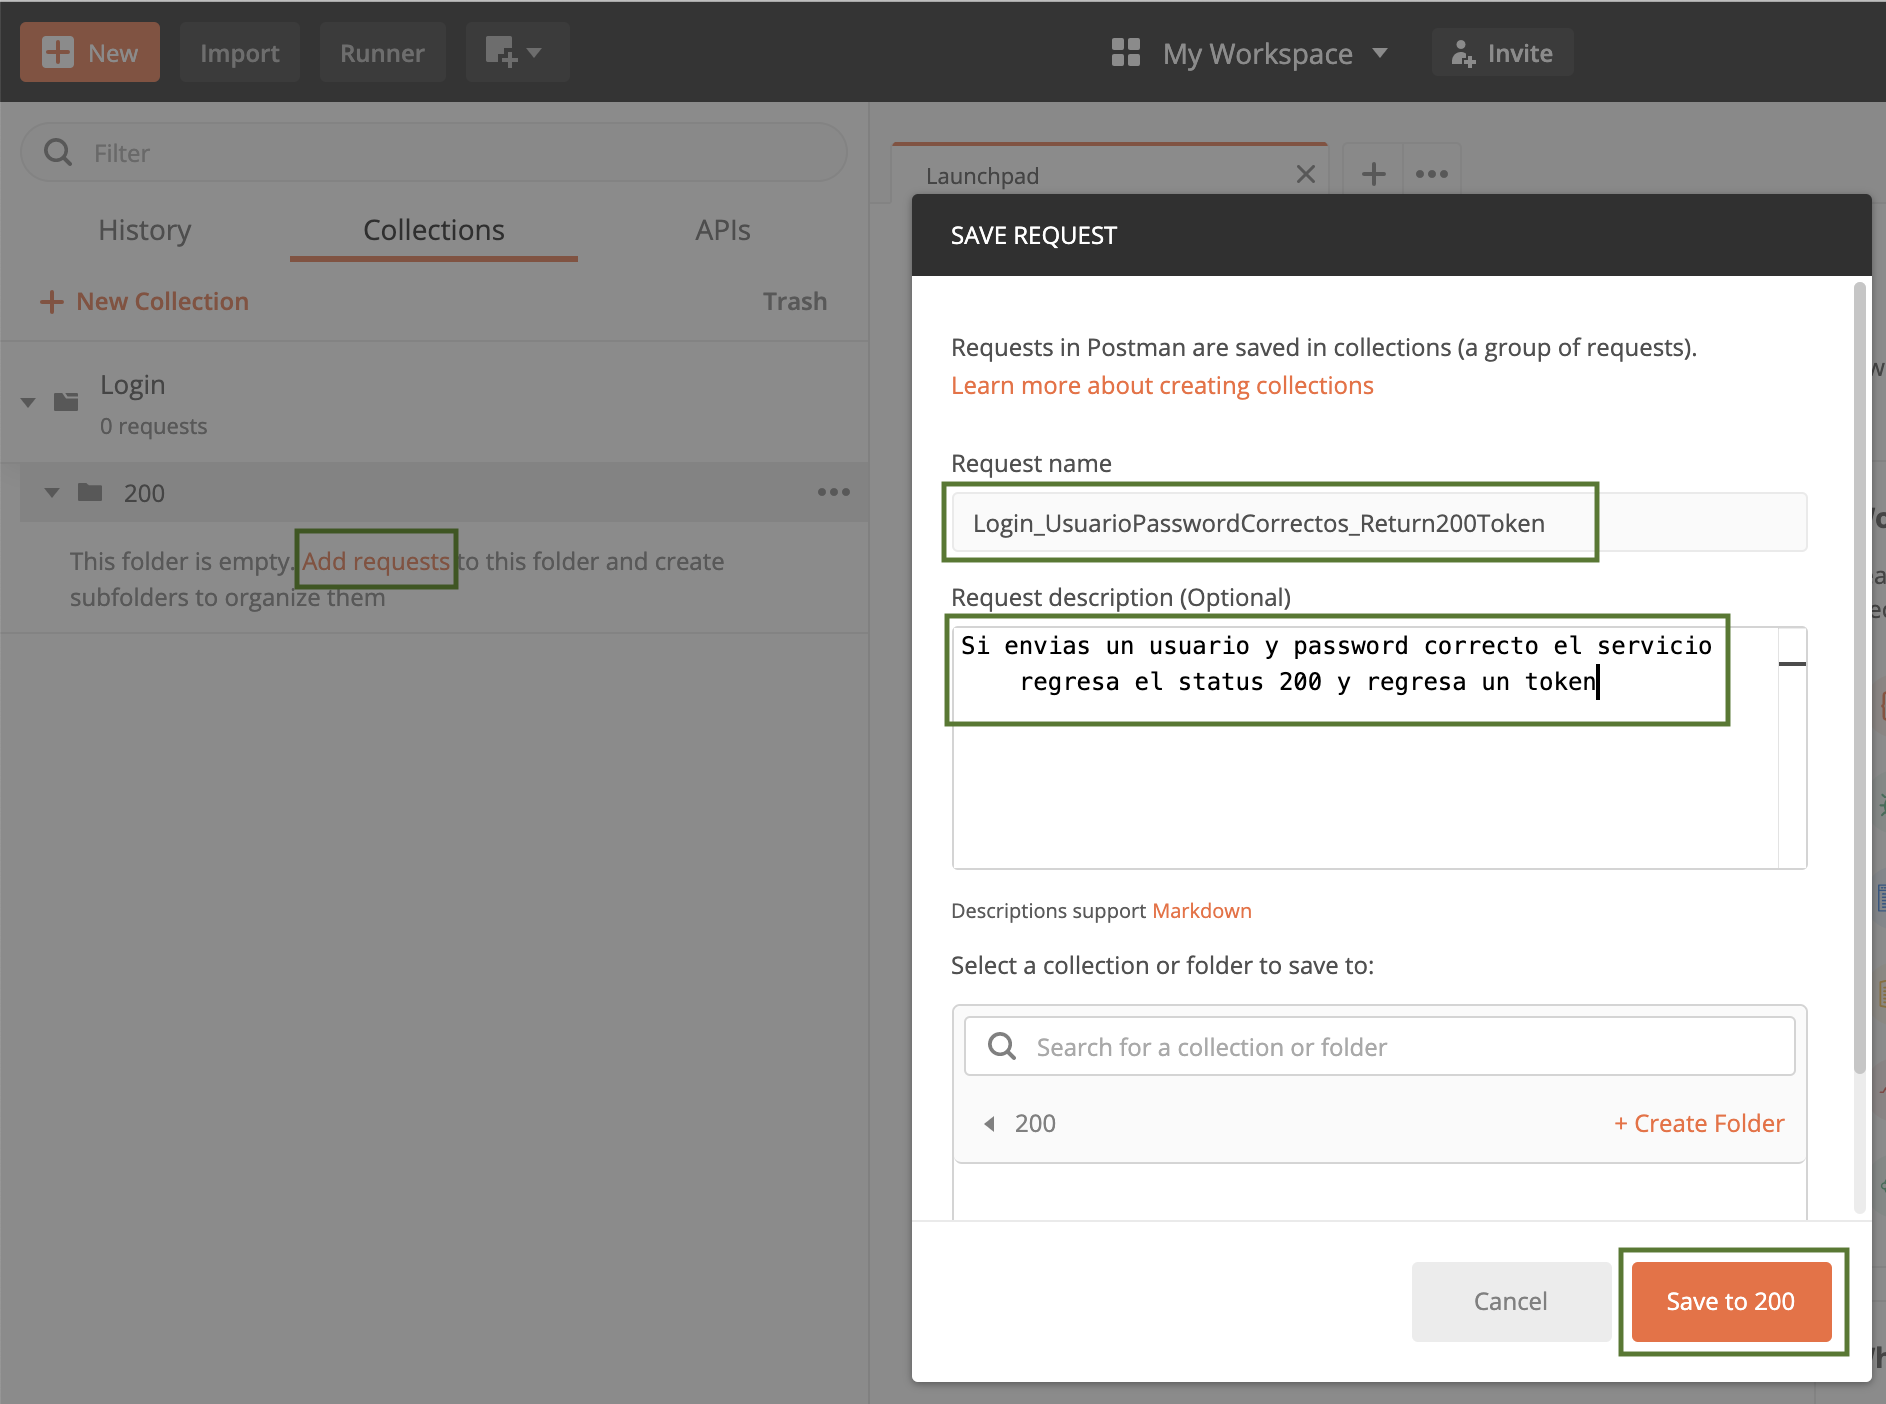 New
Import
Runner
My Workspace
Invite
Filter
Launchpad
History
Collections
APIs
New Collection
Trash
Login
0 requests
200
This folder is empty. Add requests to this folder and create
subfolders to organize them
SAVE REQUEST
Requests in Postman are saved in collections (a group of requests).
Learn more about creating collections
Request name
Login_UsuarioPasswordCorrectos_Return200Token
Request description (Optional)
Si envias un usuario y password correcto el servicio
regresa el status 200 y regresa un token
Descriptions support Markdown
Select a collection or folder to save to:
Search for a collection or folder
200
+ Create Folder
Cancel
Save to 200